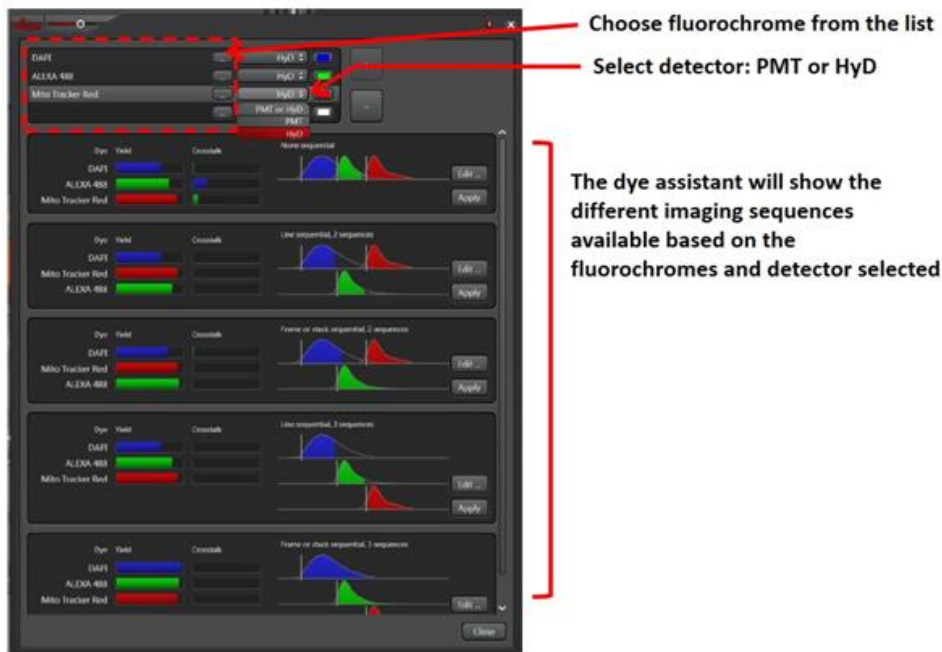 Choose fluorochrome from the list
Select detector: PMT or HyD
DAPI ... HyD
ALEXA 488 ... HyD
Mito Tracker Red ... HyD
... PMT or HyD
PMT
HyD
Dye Yield Crosstalk None sequential
DAPI
ALEXA 488
Mito Tracker Red
Edit ...
Apply
The dye assistant will show the
different imaging sequences
available based on the
fluorochromes and detector selected
Dye Yield Crosstalk Line sequential, 2 sequences
DAPI
Mito Tracker Red
ALEXA 488
Edit ...
Apply
Dye Yield Crosstalk Frame or stack sequential, 2 sequences
DAPI
Mito Tracker Red
ALEXA 488
Edit ...
Apply
Dye Yield Crosstalk Line sequential, 3 sequences
DAPI
ALEXA 488
Mito Tracker Red
Edit ...
Apply
Dye Yield Crosstalk Frame or stack sequential, 3 sequences
DAPI
ALEXA 488
Mito Tracker Red
Edit ...
Close